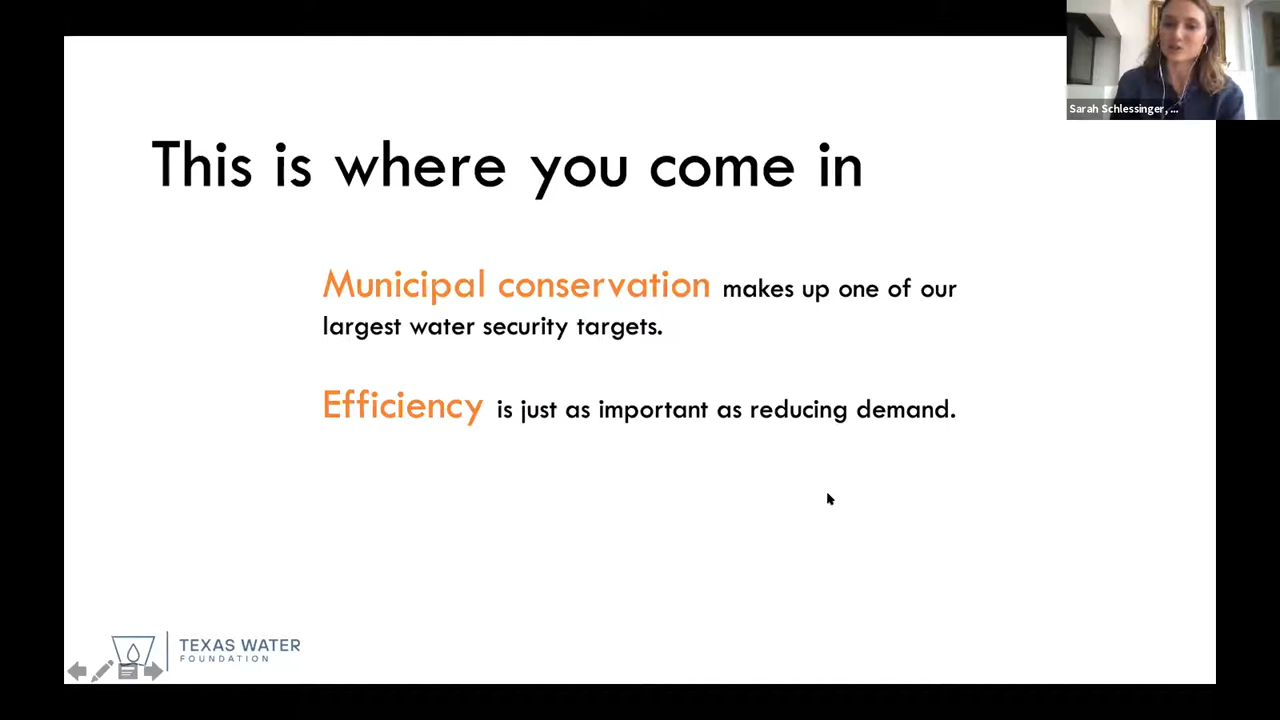 Sarah Schlessinger, ...
This is where you come in
Municipal conservation makes up one of our
largest water security targets.
Efficiency is just as important as reducing demand.
TEXAS WATER
FOUNDATION